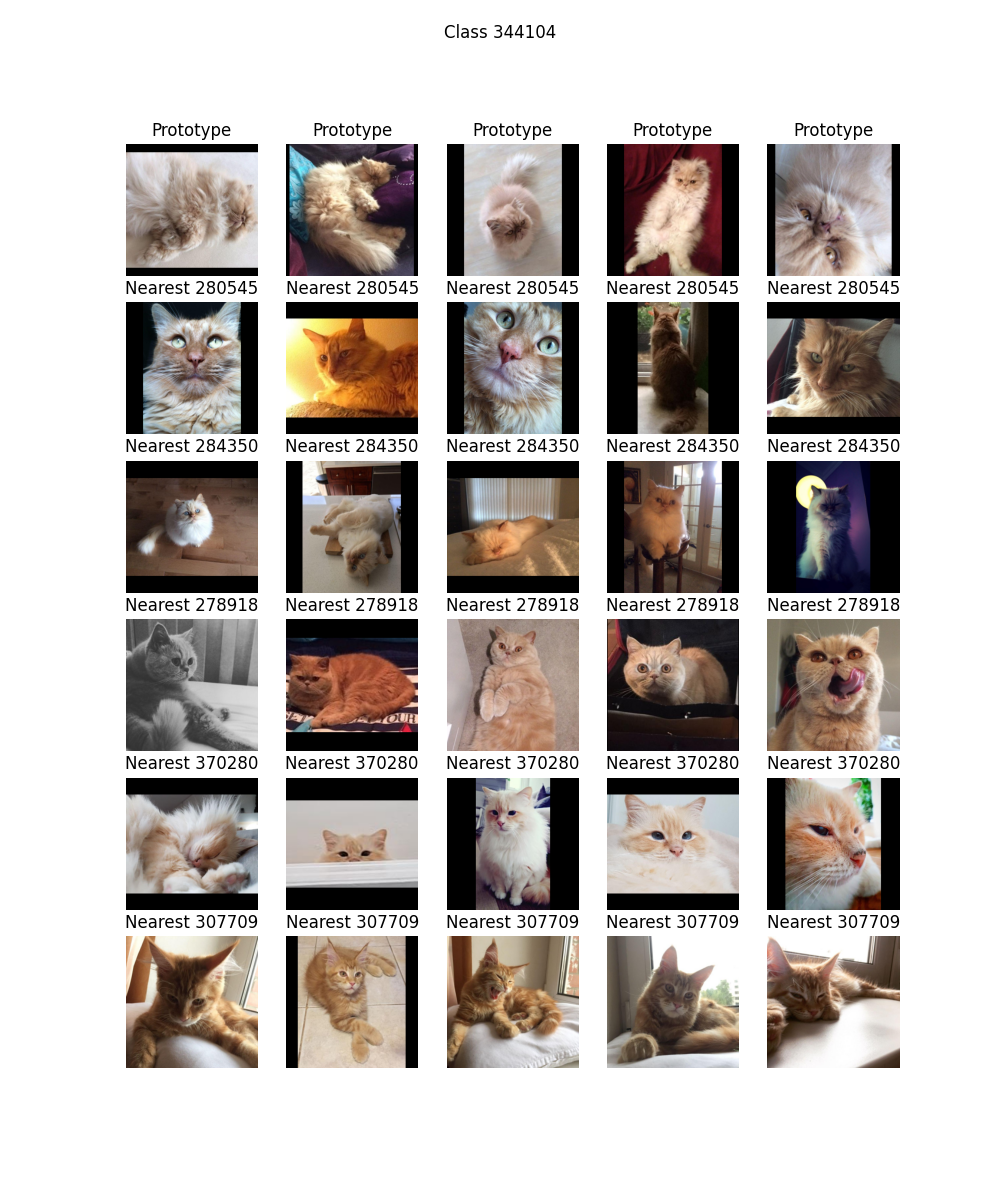 Class 344104
Prototype Prototype Prototype Prototype Prototype
Nearest 280545 Nearest 280545 Nearest 280545 Nearest 280545 Nearest 280545
Nearest 284350 Nearest 284350 Nearest 284350 Nearest 284350 Nearest 284350
Nearest 278918 Nearest 278918 Nearest 278918 Nearest 278918 Nearest 278918
YOUR
Nearest 370280 Nearest 370280 Nearest 370280 Nearest 370280 Nearest 370280
Nearest 307709 Nearest 307709 Nearest 307709 Nearest 307709 Nearest 307709